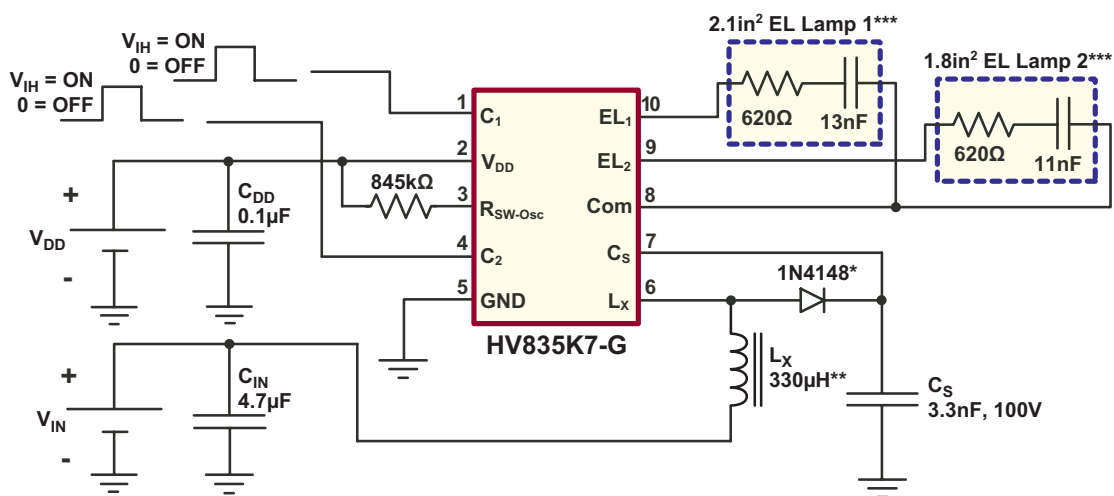 2.1in² EL Lamp 1***
V_IH = ON
0 = OFF
1.8in² EL Lamp 2***
V_IH = ON
0 = OFF
620Ω
13nF
620Ω
11nF
1
C₁
10
EL₁
2
V_DD
9
EL₂
845kΩ
3
R_SW-Osc
8
Com
4
C₂
7
C_S
5
GND
6
L_X
HV835K7-G
+
V_DD
-
C_DD
0.1µF
1N4148*
L_X
330µH**
C_S
3.3nF, 100V
+
V_IN
-
C_IN
4.7µF